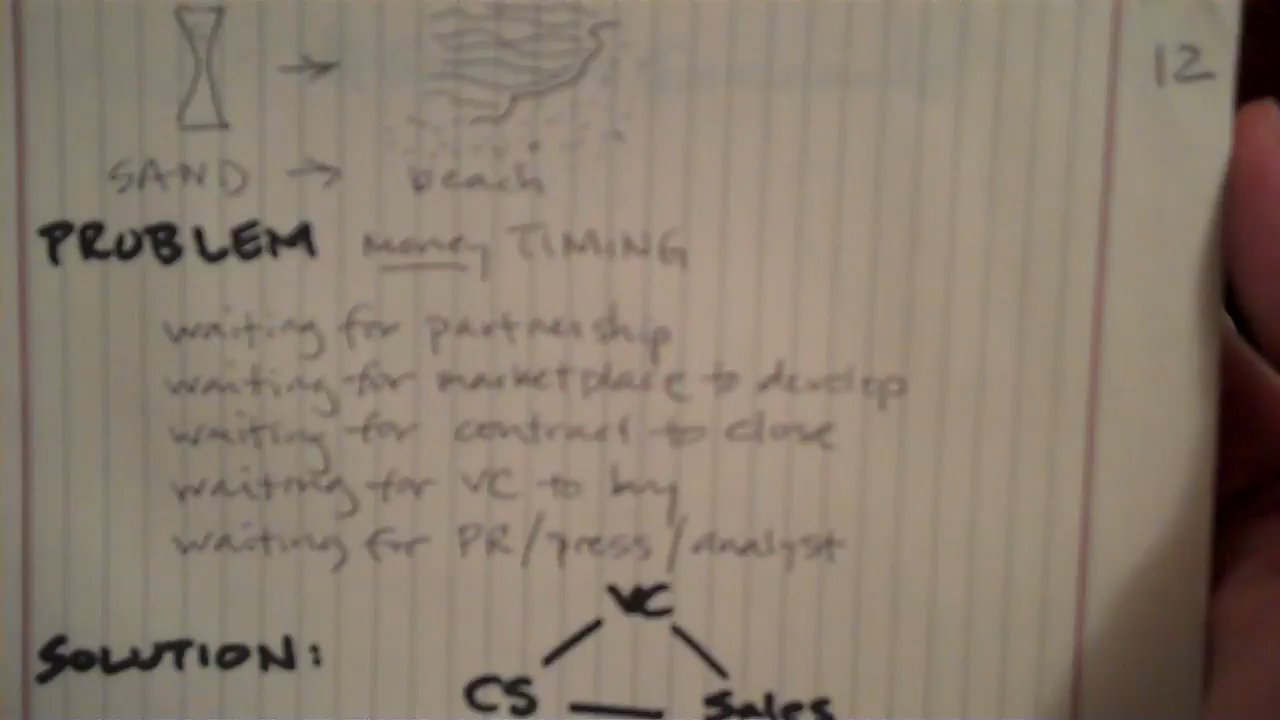 12
SAND → beach
PROBLEM money TIMING
waiting for partnership
waiting for marketplace to develop
waiting for contract to close
waiting for VC to buy
waiting for PR/press/analyst
VC
SOLUTION:
CS Sales